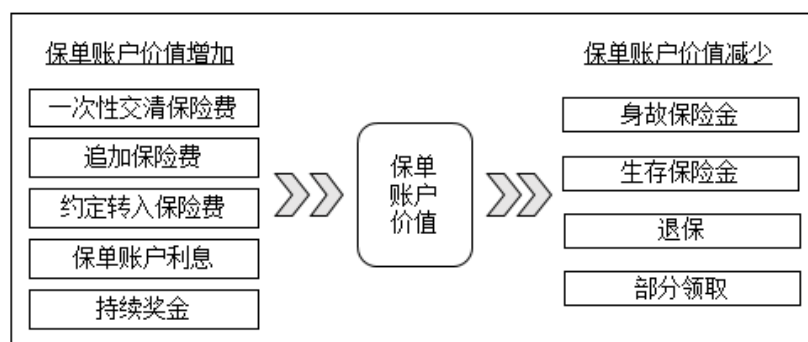 保单账户价值增加
一次性交清保险费
追加保险费
约定转入保险费
保单账户利息
持续奖金
保单
账户
价值
保单账户价值减少
身故保险金
生存保险金
退保
部分领取